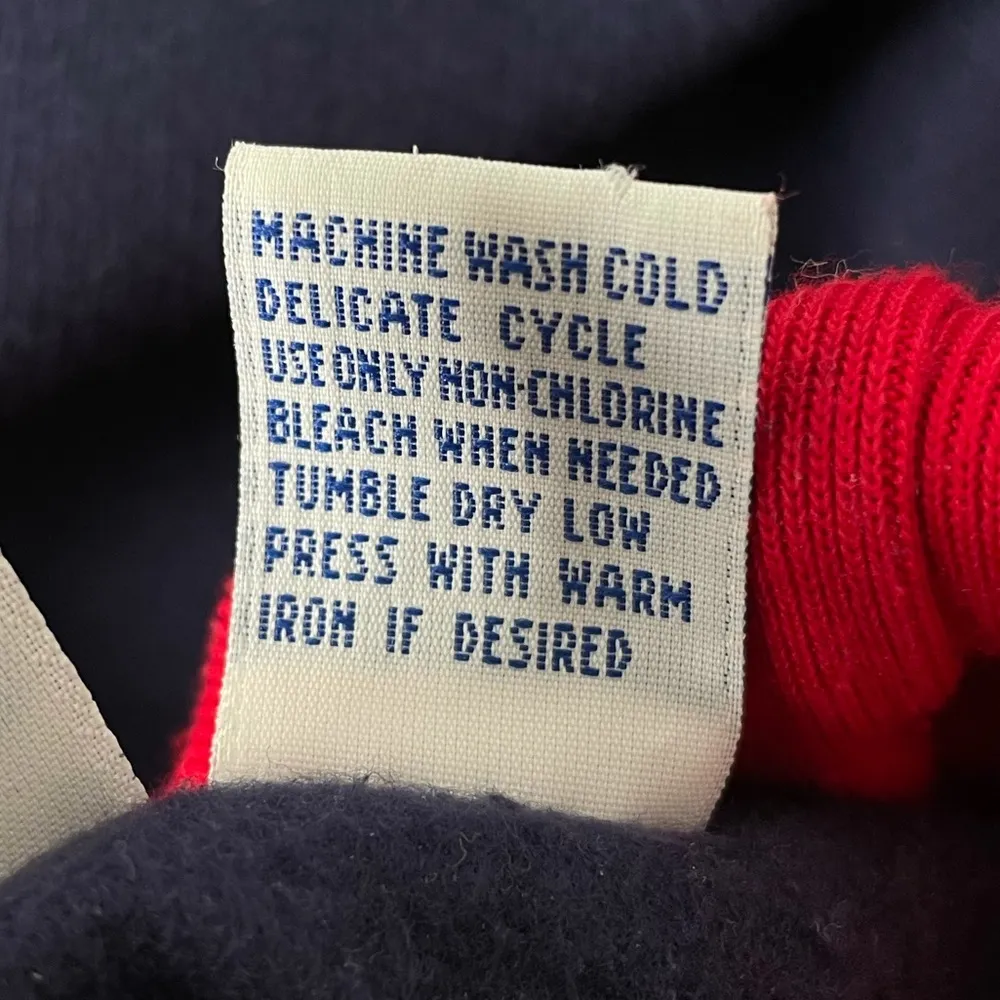 MACHINE WASH COLD
DELICATE CYCLE
USE ONLY NON-CHLORINE
BLEACH WHEN NEEDED
TUMBLE DRY LOW
PRESS WITH WARM
IRON IF DESIRED